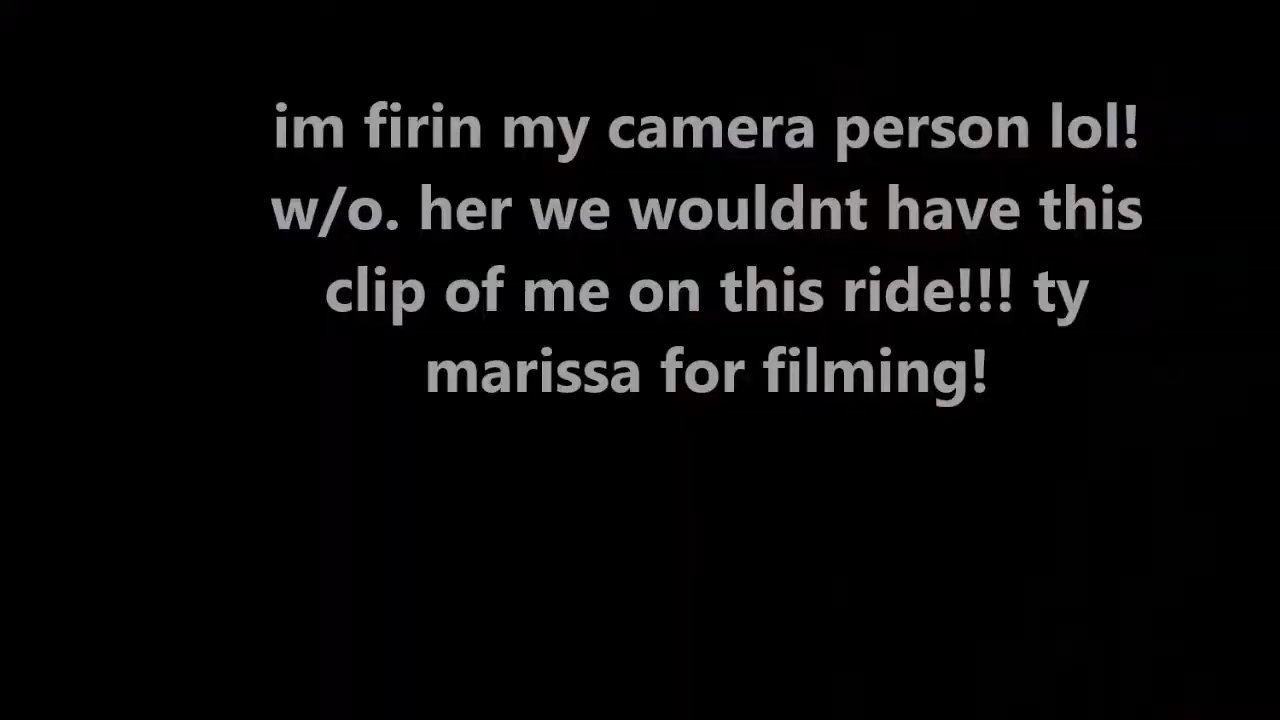 im firin my camera person lol!
w/o. her we wouldnt have this
clip of me on this ride!!! ty
marissa for filming!